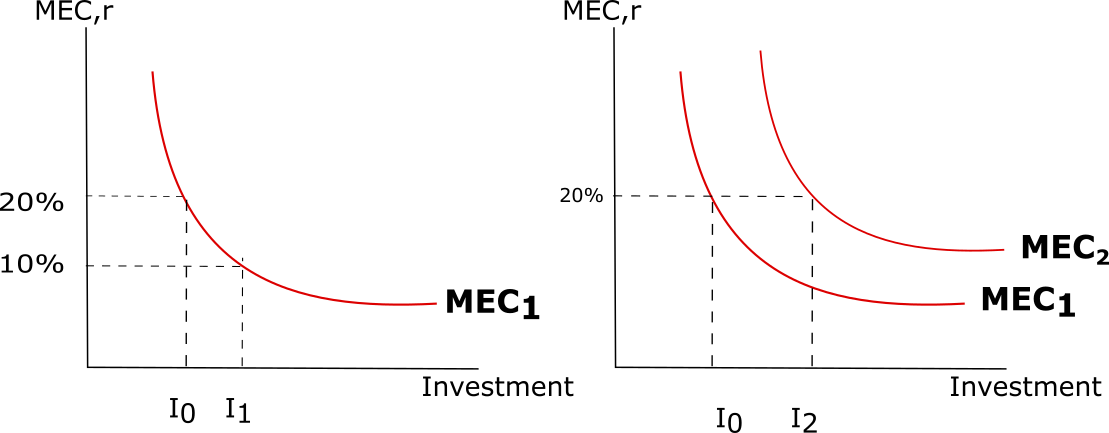 MEC,r
20%
10%
MEC1
Investment
I0
I1
MEC,r
20%
MEC2
MEC1
Investment
I0
I2